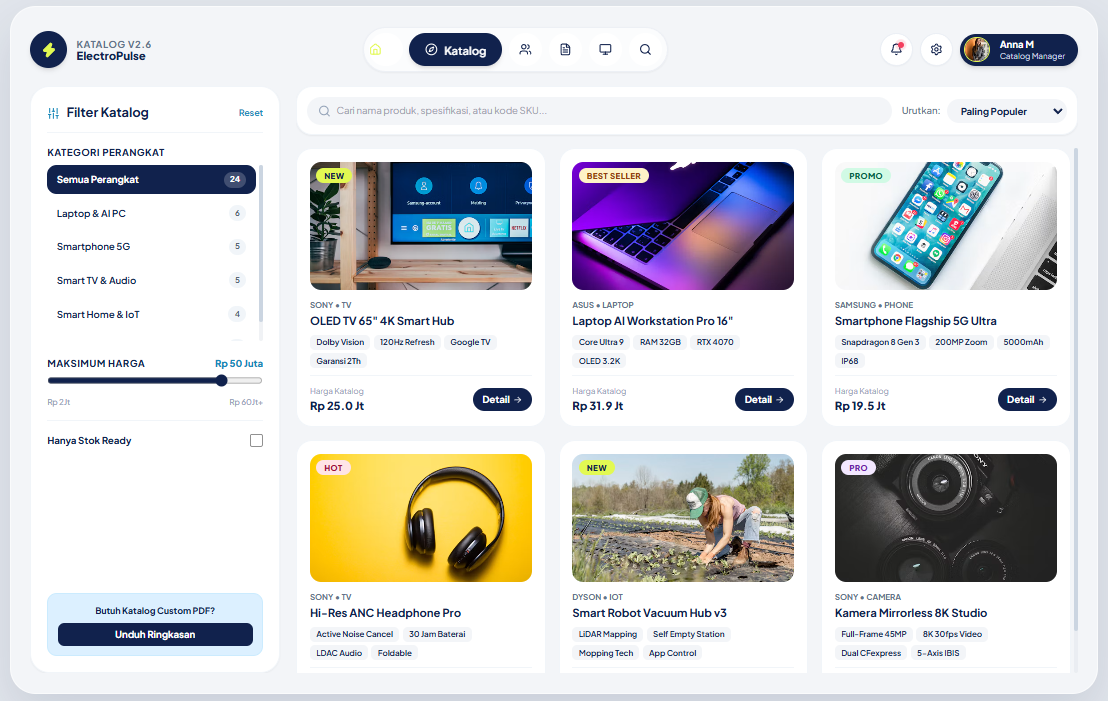 KATALOG V2.6
ElectroPulse
Katalog
Anna M
Catalog Manager
Filter Katalog
Reset
KATEGORI PERANGKAT
Semua Perangkat 24
Laptop & AI PC 6
Smartphone 5G 5
Smart TV & Audio 5
Smart Home & IoT 4
MAKSIMUM HARGA Rp 50 Juta
Rp 2Jt Rp 60Jt+
Hanya Stok Ready
Butuh Katalog Custom PDF?
Unduh Ringkasan
Cari nama produk, spesifikasi, atau kode SKU...
Urutkan: Paling Populer
NEW
Samsung-account
Melding
Privacy
GRATIS
NETFLIX
SONY • TV
OLED TV 65" 4K Smart Hub
Dolby Vision 120Hz Refresh Google TV
Garansi 2Th
Harga Katalog
Rp 25.0 Jt
Detail →
BEST SELLER
ASUS • LAPTOP
Laptop AI Workstation Pro 16"
Core Ultra 9 RAM 32GB RTX 4070
OLED 3.2K
Harga Katalog
Rp 31.9 Jt
Detail →
PROMO
SAMSUNG • PHONE
Smartphone Flagship 5G Ultra
Snapdragon 8 Gen 3 200MP Zoom 5000mAh
IP68
Harga Katalog
Rp 19.5 Jt
Detail →
HOT
SONY • TV
Hi-Res ANC Headphone Pro
Active Noise Cancel 30 Jam Baterai
LDAC Audio Foldable
NEW
DYSON • IOT
Smart Robot Vacuum Hub v3
LiDAR Mapping Self Empty Station
Mopping Tech App Control
PRO
SONY
SONY • CAMERA
Kamera Mirrorless 8K Studio
Full-Frame 45MP 8K 30fps Video
Dual CFexpress 5-Axis IBIS